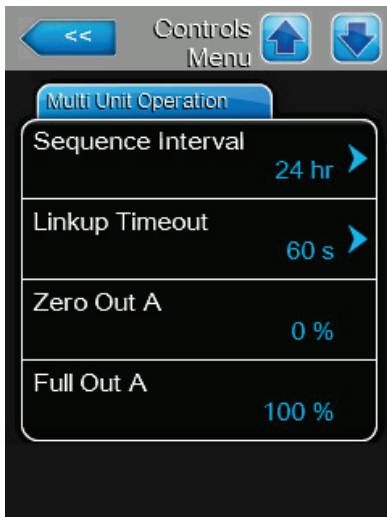 <<
Controls
Menu
Multi Unit Operation
Sequence Interval
24 hr
Linkup Timeout
60 s
Zero Out A
0 %
Full Out A
100 %